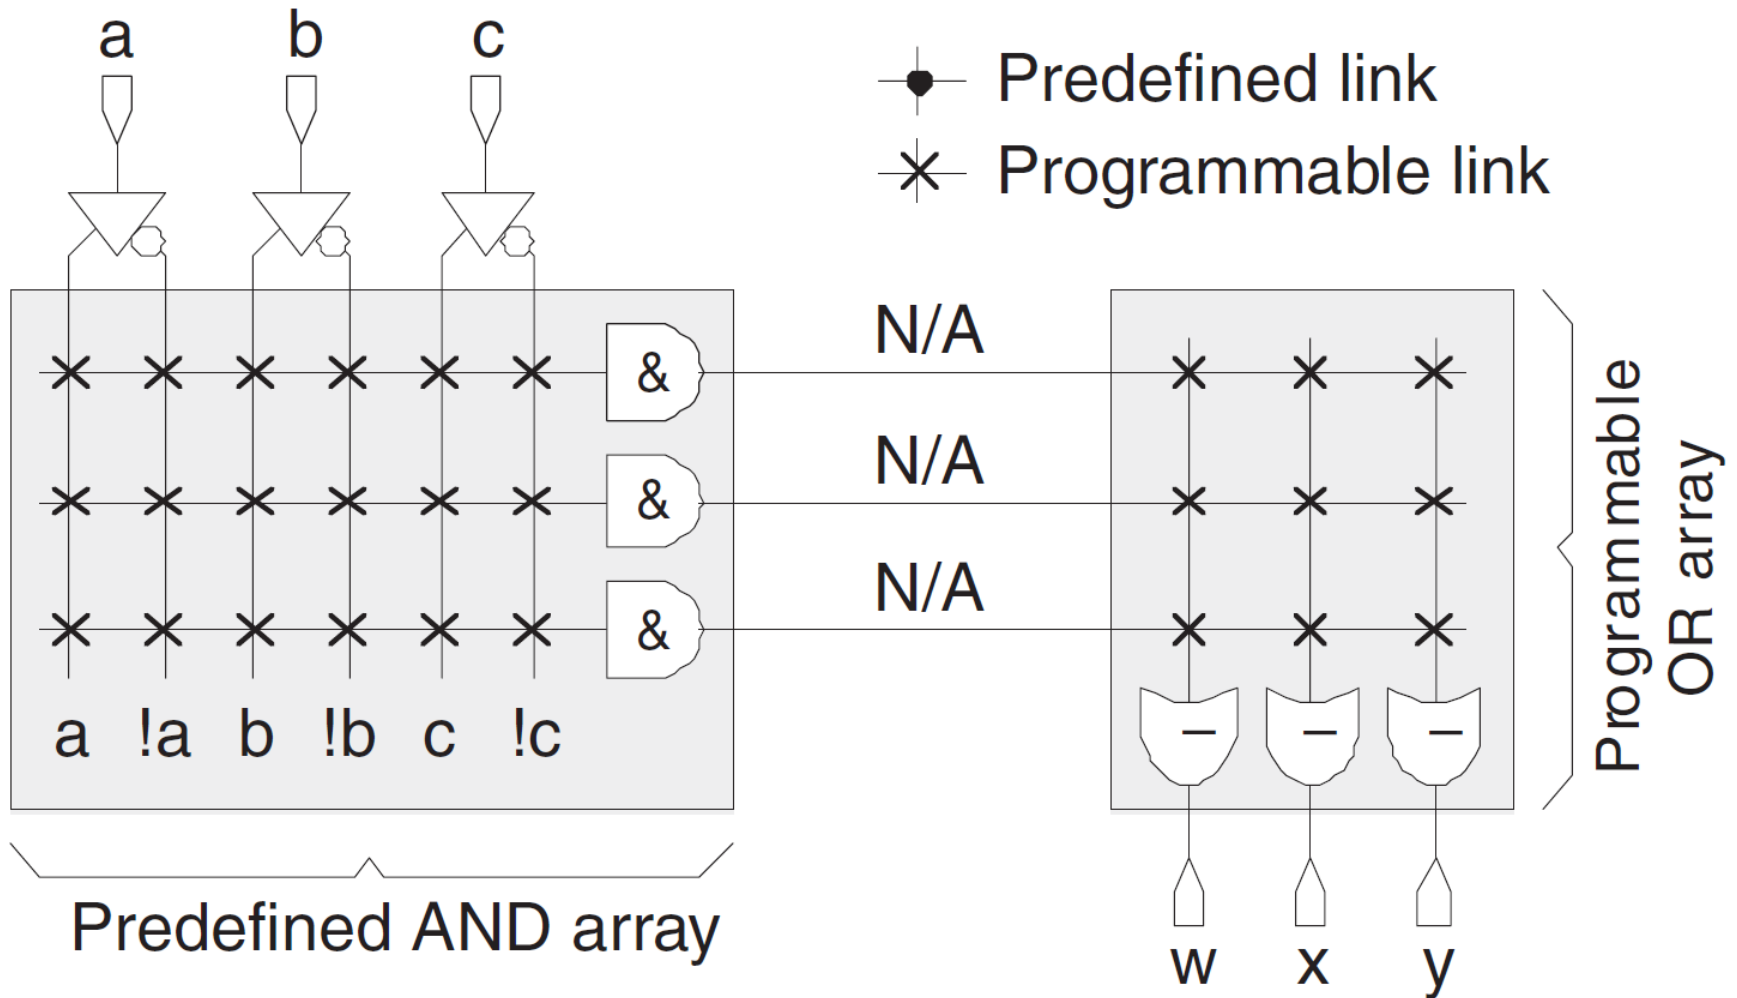 a b c
Predefined link
Programmable link
N/A
&
N/A
&
N/A
&
a !a b !b c !c
Predefined AND array
Programmable
OR array
w x y